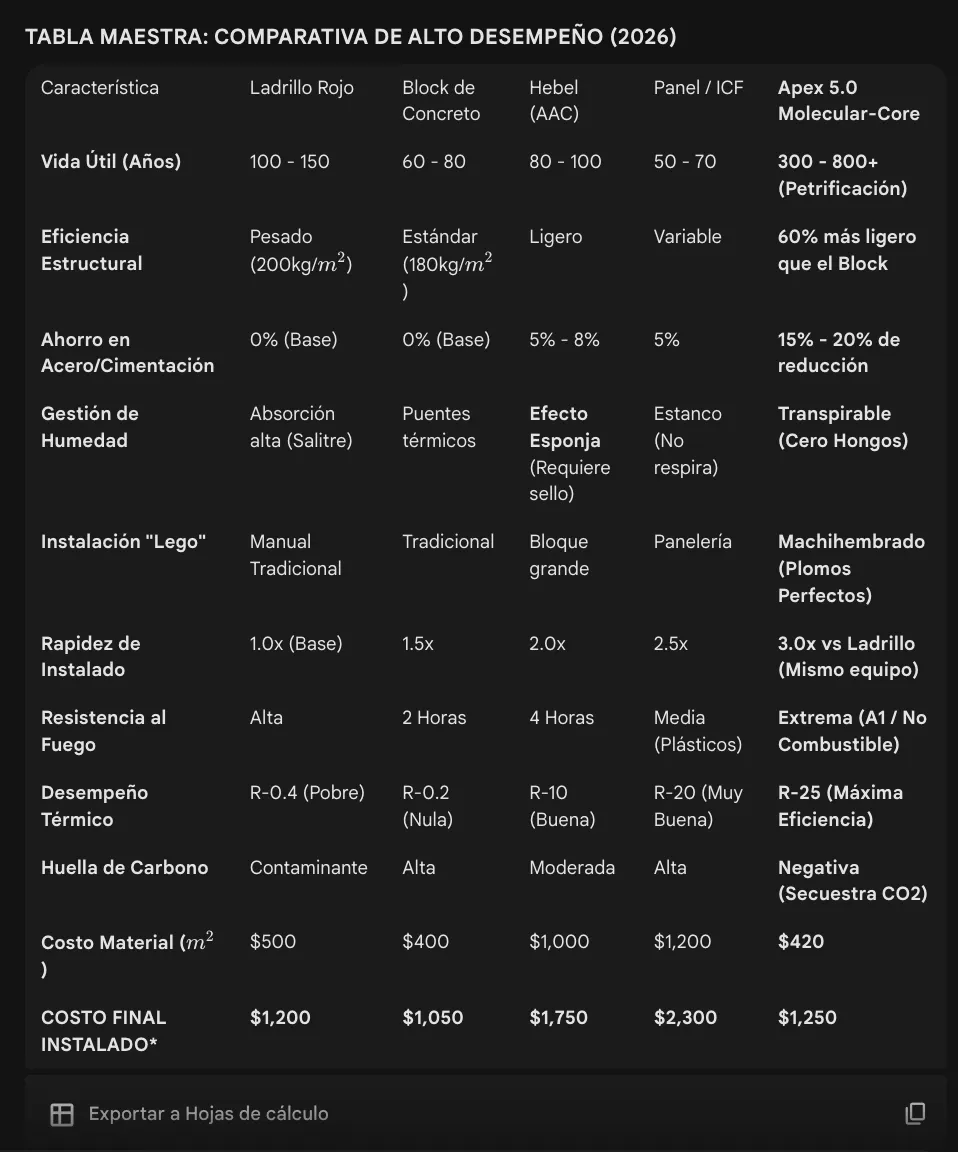 TABLA MAESTRA: COMPARATIVA DE ALTO DESEMPEÑO (2026)
Característica Ladrillo Rojo Block de Concreto Hebel (AAC) Panel / ICF Apex 5.0 Molecular-Core
Vida Útil (Años) 100 - 150 60 - 80 80 - 100 50 - 70 300 - 800+ (Petrificación)
Eficiencia Estructural Pesado (200kg/m²) Estándar (180kg/m²) Ligero Variable 60% más ligero que el Block
Ahorro en Acero/Cimentación 0% (Base) 0% (Base) 5% - 8% 5% 15% - 20% de reducción
Gestión de Humedad Absorción alta (Salitre) Puentes térmicos Efecto Esponja (Requiere sello) Estanco (No respira) Transpirable (Cero Hongos)
Instalación "Lego" Manual Tradicional Tradicional Bloque grande Panelería Machihembrado (Plomos Perfectos)
Rapidez de Instalado 1.0x (Base) 1.5x 2.0x 2.5x 3.0x vs Ladrillo (Mismo equipo)
Resistencia al Fuego Alta 2 Horas 4 Horas Media (Plásticos) Extrema (A1 / No Combustible)
Desempeño Térmico R-0.4 (Pobre) R-0.2 (Nula) R-10 (Buena) R-20 (Muy Buena) R-25 (Máxima Eficiencia)
Huella de Carbono Contaminante Alta Moderada Alta Negativa (Secuestra CO2)
Costo Material (m²) $500 $400 $1,000 $1,200 $420
COSTO FINAL INSTALADO* $1,200 $1,050 $1,750 $2,300 $1,250
Exportar a Hojas de cálculo